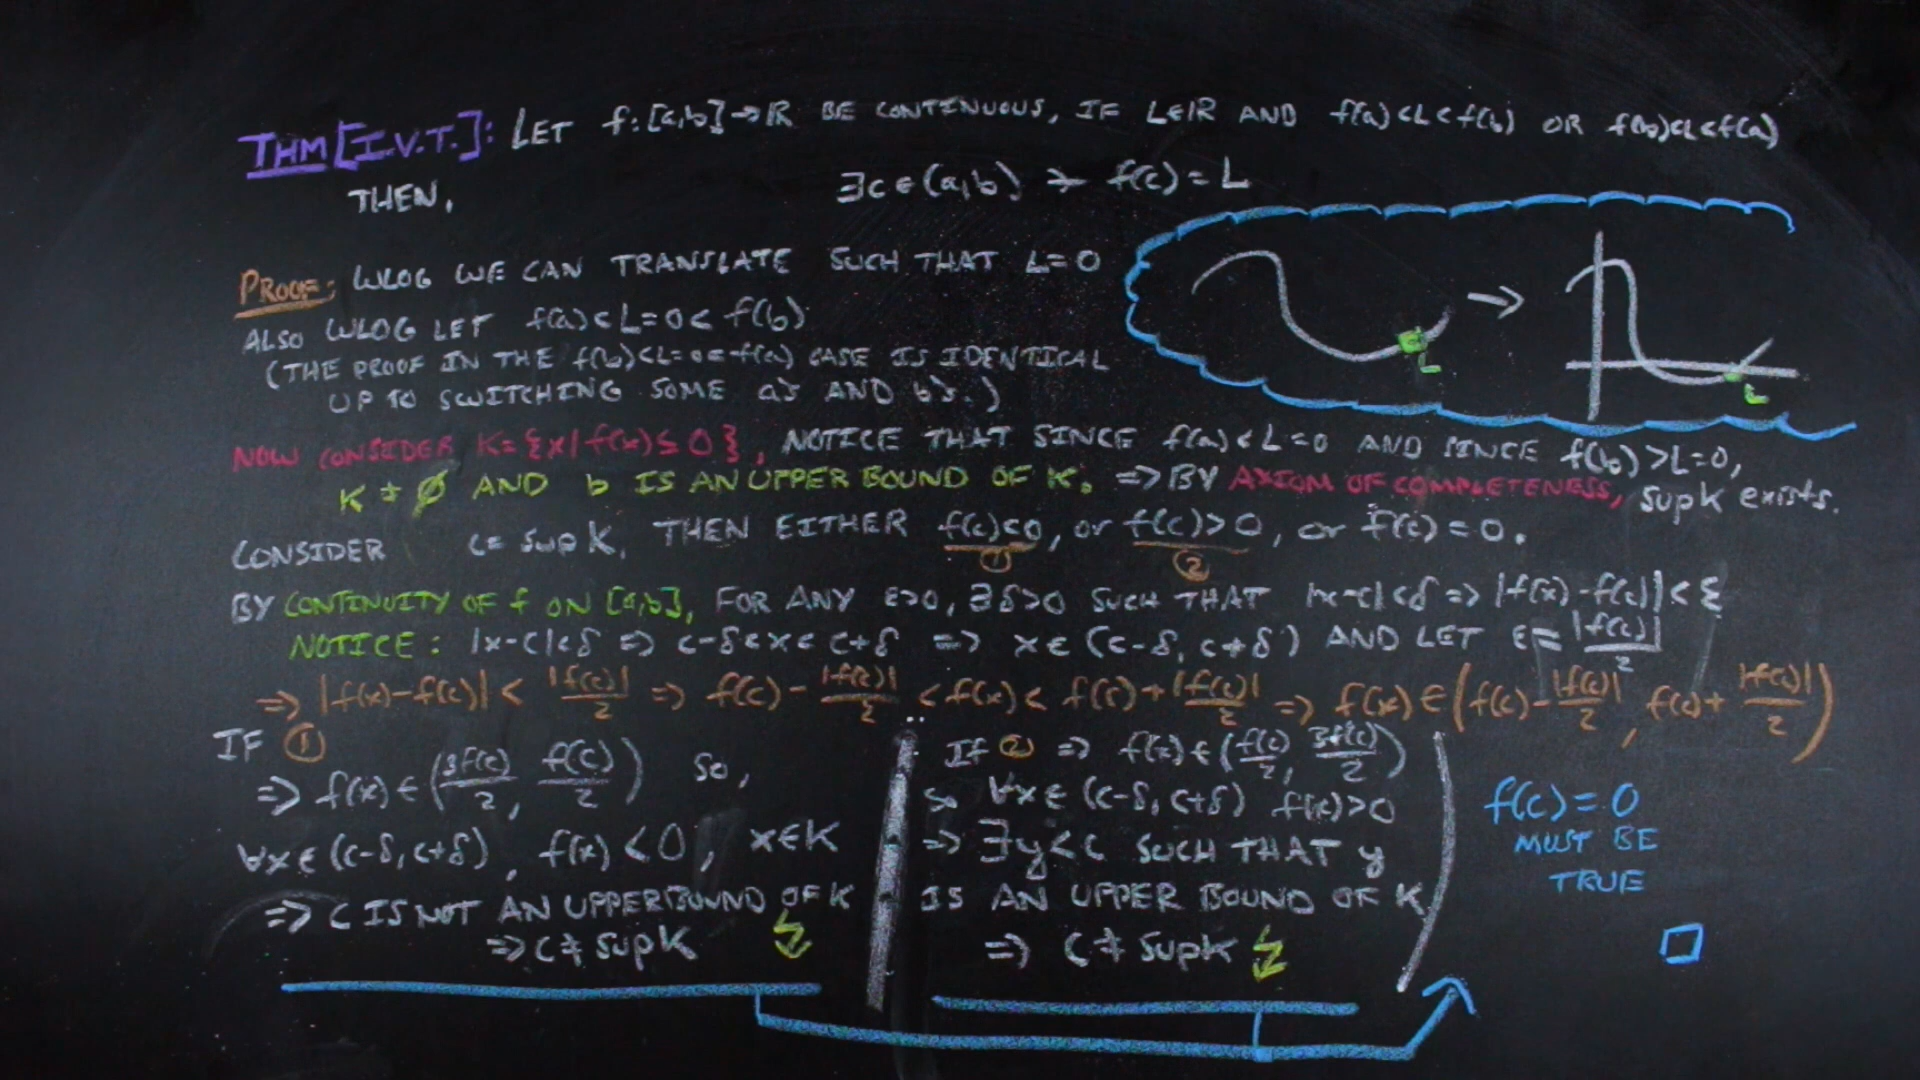 THM [I.V.T.]: LET f:[a,b]→ℝ BE CONTINUOUS, IF L∈ℝ AND f(a)<L<f(b) OR f(b)<L<f(a)
THEN, ∃c∈(a,b) ∋ f(c)=L
PROOF: WLOG WE CAN TRANSLATE SUCH THAT L=0
ALSO WLOG LET f(a)<L=0<f(b)
(THE PROOF IN THE f(b)<L=0<f(a) CASE IS IDENTICAL
UP TO SWITCHING SOME a's AND b's.)
L
L
NOW CONSIDER K={x|f(x)≤0}, NOTICE THAT SINCE f(a)<L=0 AND SINCE f(b)>L=0,
K≠∅ AND b IS AN UPPER BOUND OF K. ⇒ BY AXIOM OF COMPLETENESS, sup K exists.
CONSIDER c=sup K, THEN EITHER f(c)<0, or f(c)>0, or f(c)=0.
① ②
BY CONTINUITY OF f ON [a,b], FOR ANY ε>0, ∃δ>0 SUCH THAT |x-c|<δ ⇒ |f(x)-f(c)|<ε
NOTICE: |x-c|<δ ⇒ c-δ<x<c+δ ⇒ x∈(c-δ, c+δ) AND LET ε=|f(c)|/2
⇒ |f(x)-f(c)| < |f(c)|/2 ⇒ f(c)-|f(c)|/2 < f(x) < f(c)+|f(c)|/2 ⇒ f(x)∈(f(c)-|f(c)|/2, f(c)+|f(c)|/2)
IF ①
⇒ f(x)∈(3f(c)/2, f(c)/2) SO,
∀x∈(c-δ, c+δ), f(x)<0, x∈K
⇒ C IS NOT AN UPPERBOUND OF K
⇒ C≠SUPK
If ② ⇒ f(x)∈(f(c)/2, 3f(c)/2)
so ∀x∈(c-δ, c+δ) f(x)>0
⇒ ∃y<c SUCH THAT y
IS AN UPPER BOUND OF K
⇒ C≠SUPK
f(c)=0
MUST BE
TRUE
□